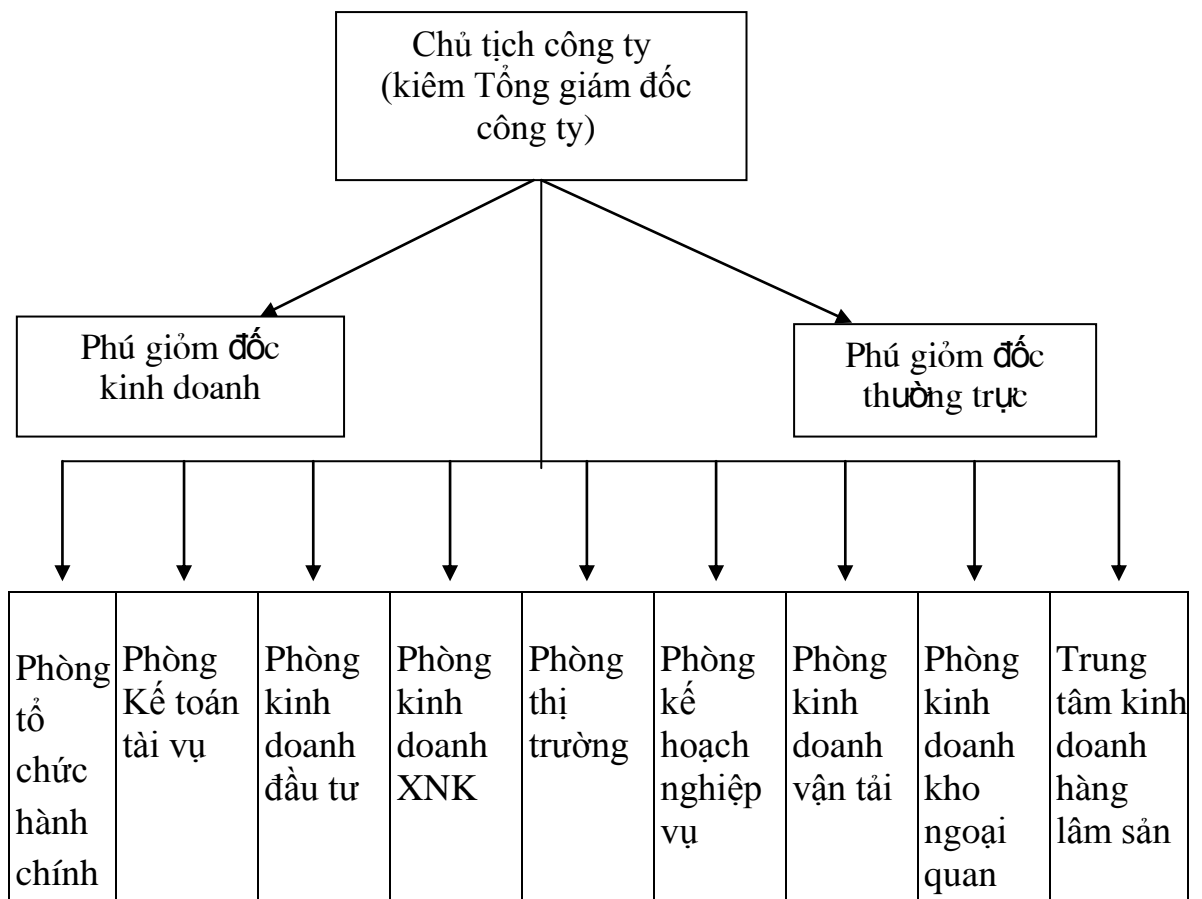 Chủ tịch công ty
(kiêm Tổng giám đốc
công ty)
Phú giỏm đốc
kinh doanh
Phú giỏm đốc
thường trực
Phòng
tổ
chức
hành
chính
Phòng
Kế toán
tài vụ
Phòng
kinh
doanh
đầu tư
Phòng
kinh
doanh
XNK
Phòng
thị
trường
Phòng
kế
hoạch
nghiệp
vụ
Phòng
kinh
doanh
vận tải
Phòng
kinh
doanh
kho
ngoại
quan
Trung
tâm kinh
doanh
hàng
lâm sản